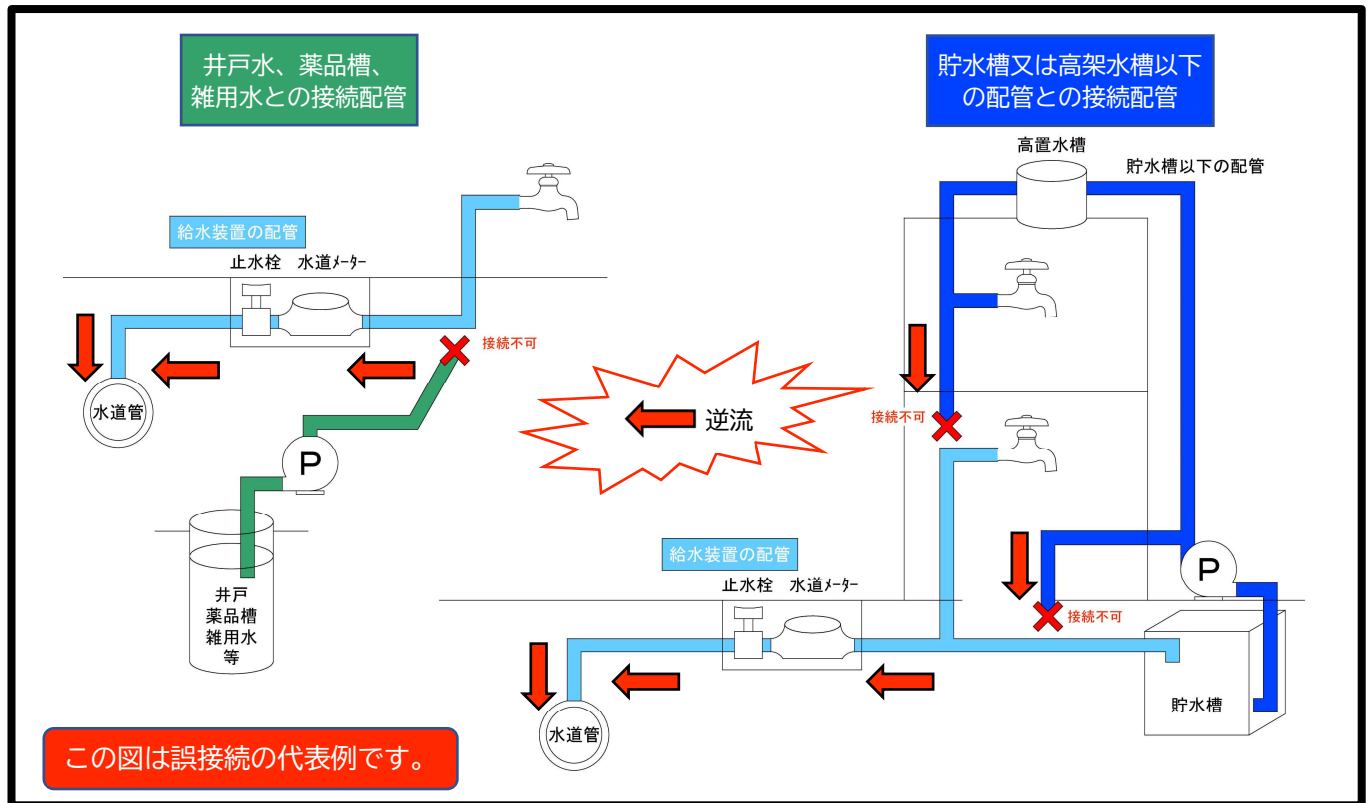 井戸水、薬品槽、
雑用水との接続配管
給水装置の配管
止水栓 水道ﾒｰﾀｰ
接続不可
水道管
P
井戸
薬品槽
雑用水
等
逆流
貯水槽又は高架水槽以下
の配管との接続配管
高置水槽
貯水槽以下の配管
接続不可
給水装置の配管
止水栓 水道ﾒｰﾀｰ
P
接続不可
水道管
貯水槽
この図は誤接続の代表例です。